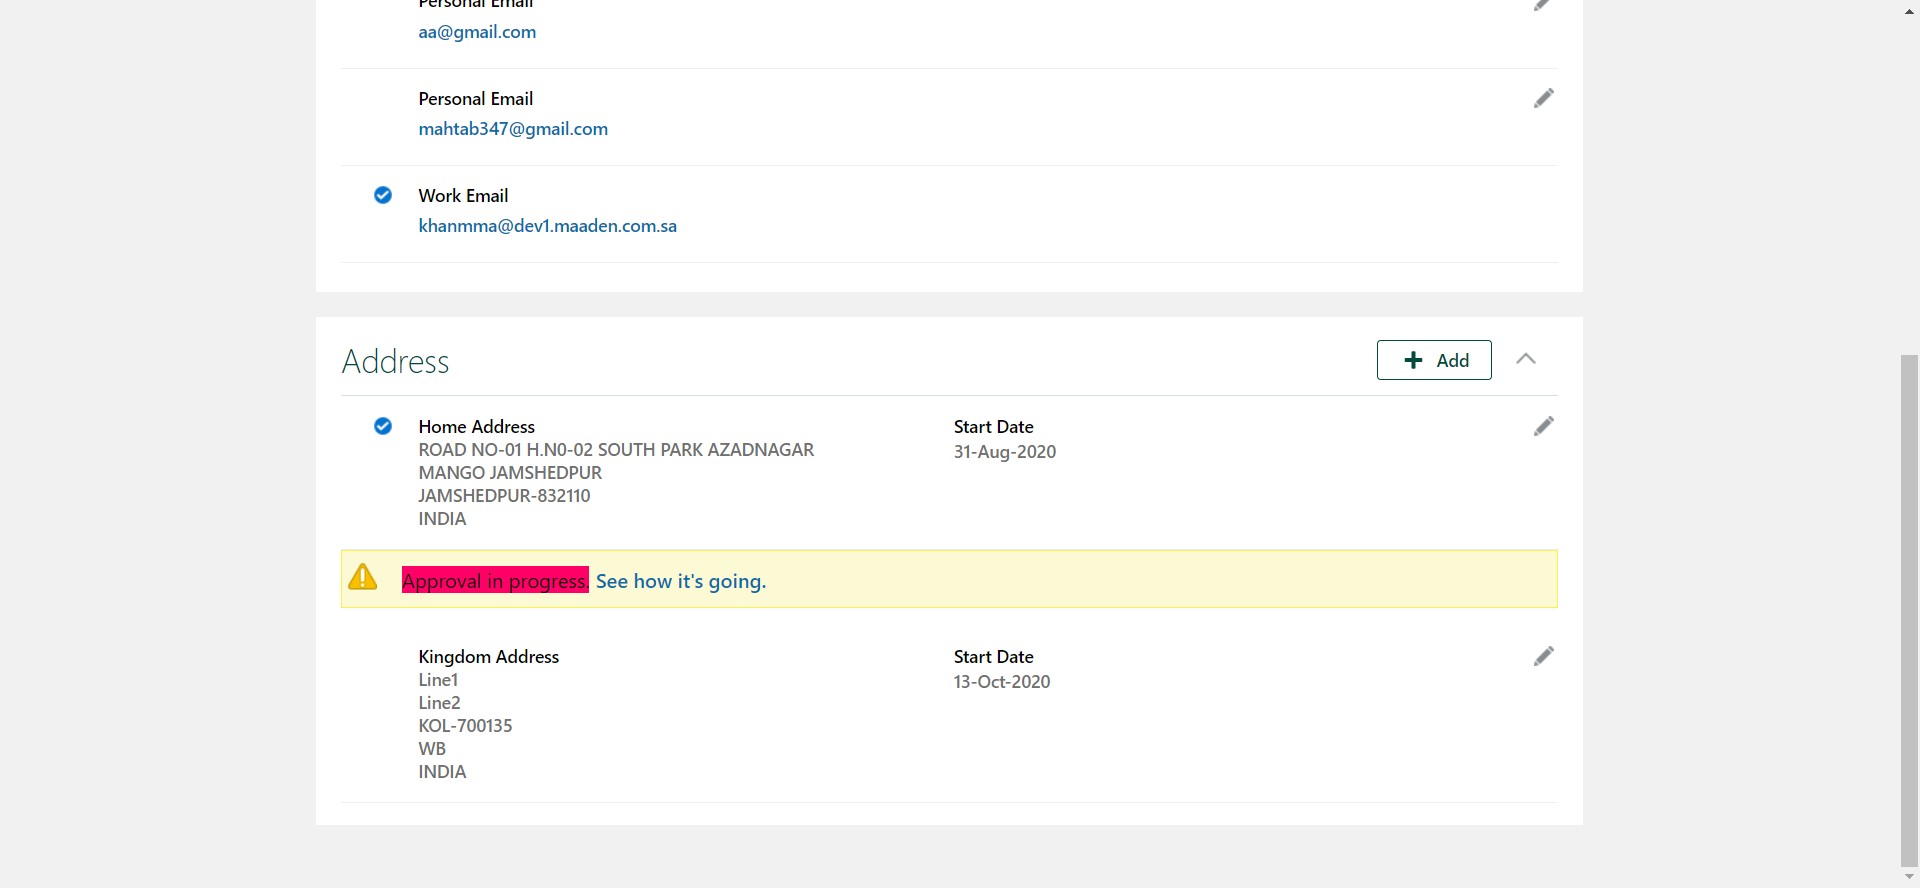 Personal Email
aa@gmail.com
Personal Email
mahtab347@gmail.com
Work Email
khanmma@dev1.maaden.com.sa
Address
Add
Home Address
ROAD NO-01 H.N0-02 SOUTH PARK AZADNAGAR
MANGO JAMSHEDPUR
JAMSHEDPUR-832110
INDIA
Start Date
31-Aug-2020
Approval in progress. See how it's going.
Kingdom Address
Line1
Line2
KOL-700135
WB
INDIA
Start Date
13-Oct-2020